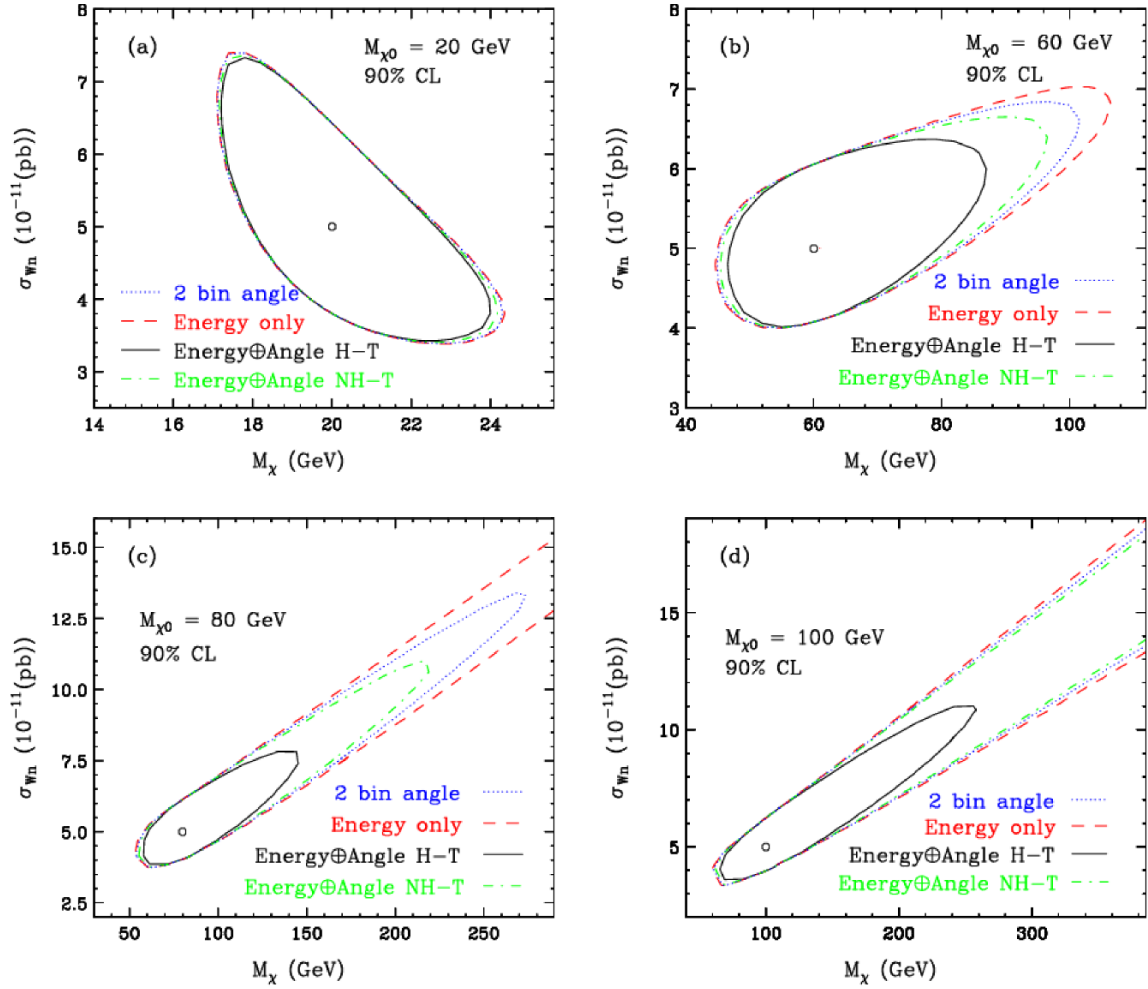 (a)
M_χ0 = 20 GeV
90% CL
2 bin angle
Energy only
Energy⊕Angle H-T
Energy⊕Angle NH-T
σ_Wn (10^-11(pb))
8
7
6
5
4
3
14 16 18 20 22 24
M_χ (GeV)
(b)
M_χ0 = 60 GeV
90% CL
2 bin angle
Energy only
Energy⊕Angle H-T
Energy⊕Angle NH-T
σ_Wn (10^-11(pb))
8
7
6
5
4
3
40 60 80 100
M_χ (GeV)
(c)
M_χ0 = 80 GeV
90% CL
2 bin angle
Energy only
Energy⊕Angle H-T
Energy⊕Angle NH-T
σ_Wn (10^-11(pb))
15.0
12.5
10.0
7.5
5.0
2.5
50 100 150 200 250
M_χ (GeV)
(d)
M_χ0 = 100 GeV
90% CL
2 bin angle
Energy only
Energy⊕Angle H-T
Energy⊕Angle NH-T
σ_Wn (10^-11(pb))
15
10
5
100 200 300
M_χ (GeV)